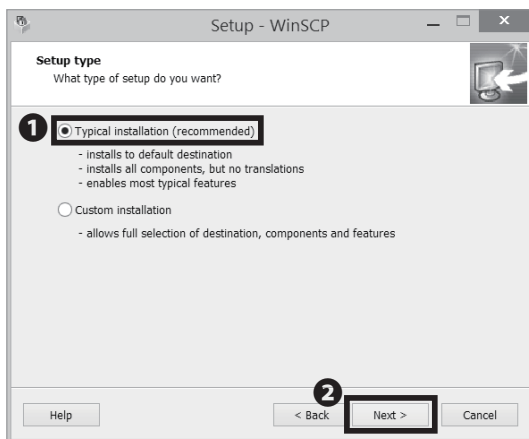 Setup - WinSCP
Setup type
What type of setup do you want?
1 Typical installation (recommended)
- installs to default destination
- installs all components, but no translations
- enables most typical features
Custom installation
- allows full selection of destination, components and features
2
Help < Back Next > Cancel